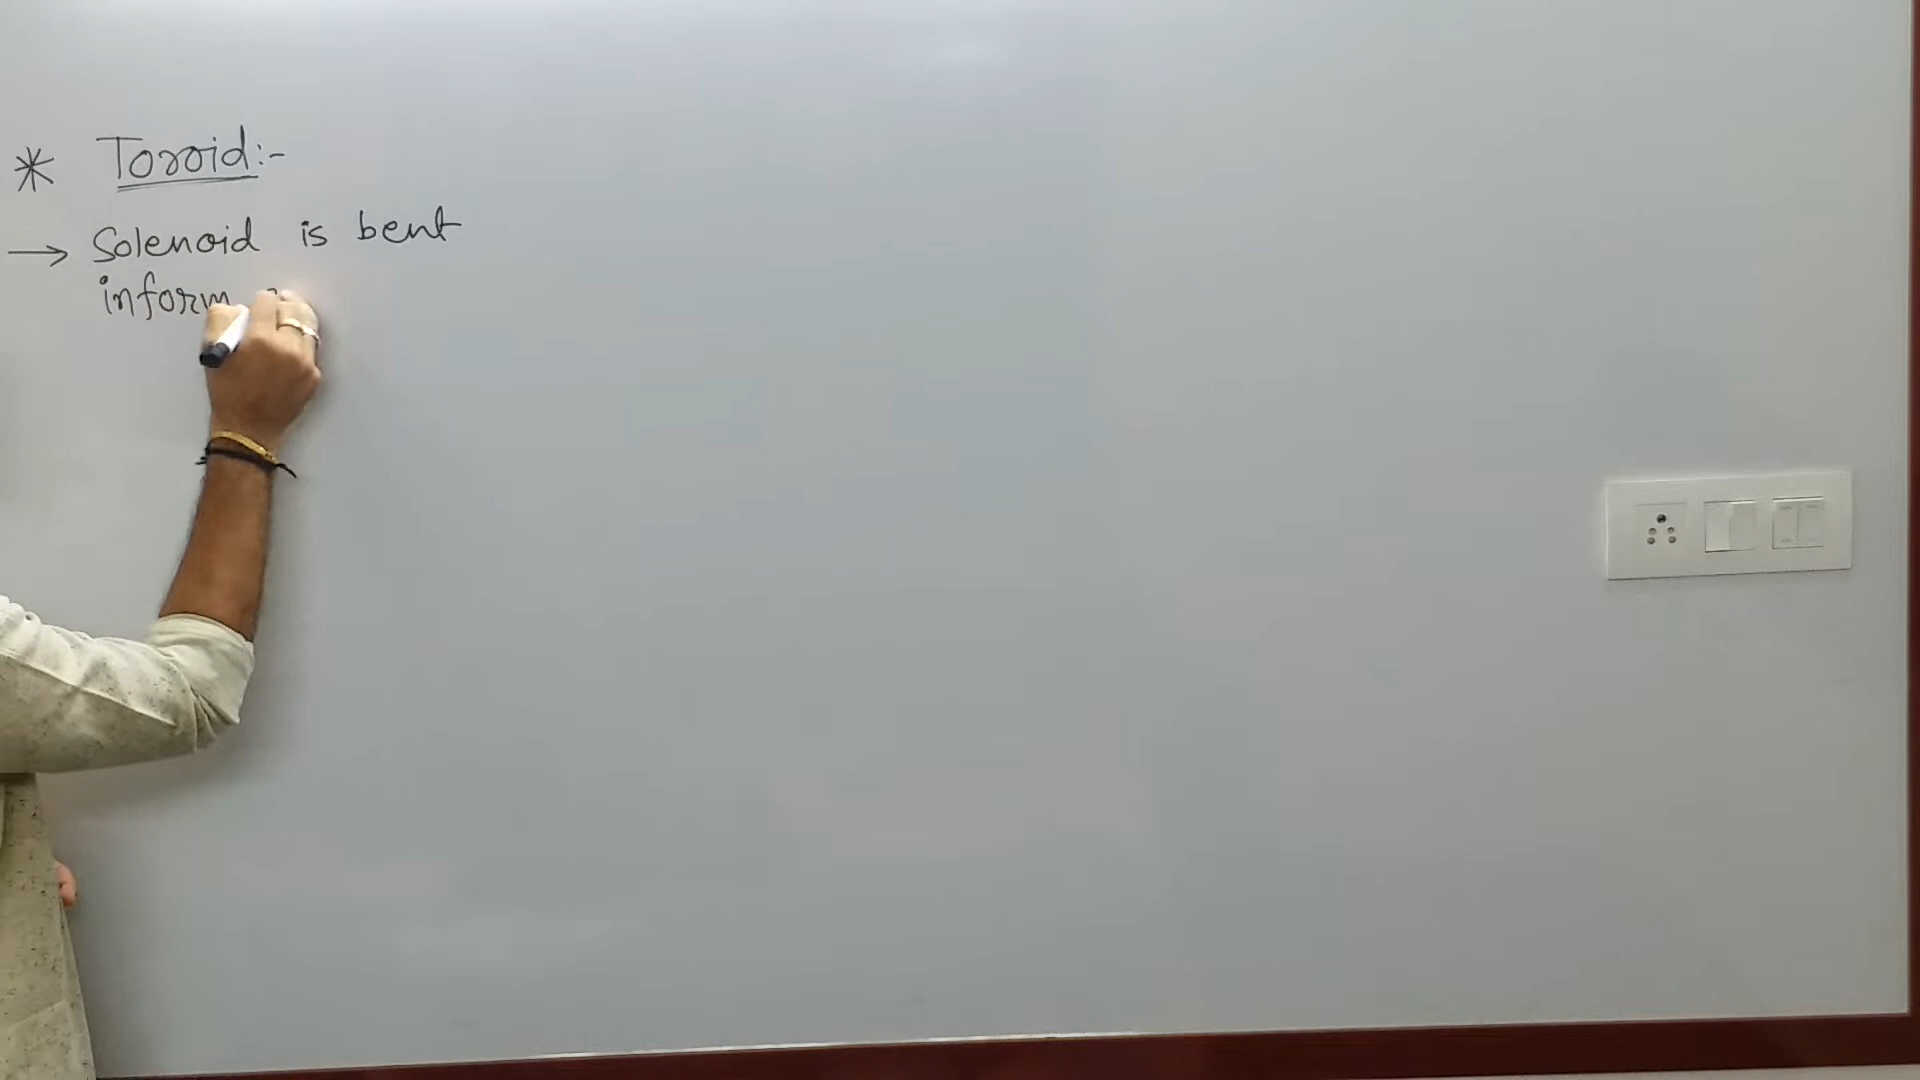 * Toroid:-
→ Solenoid is bent
inform